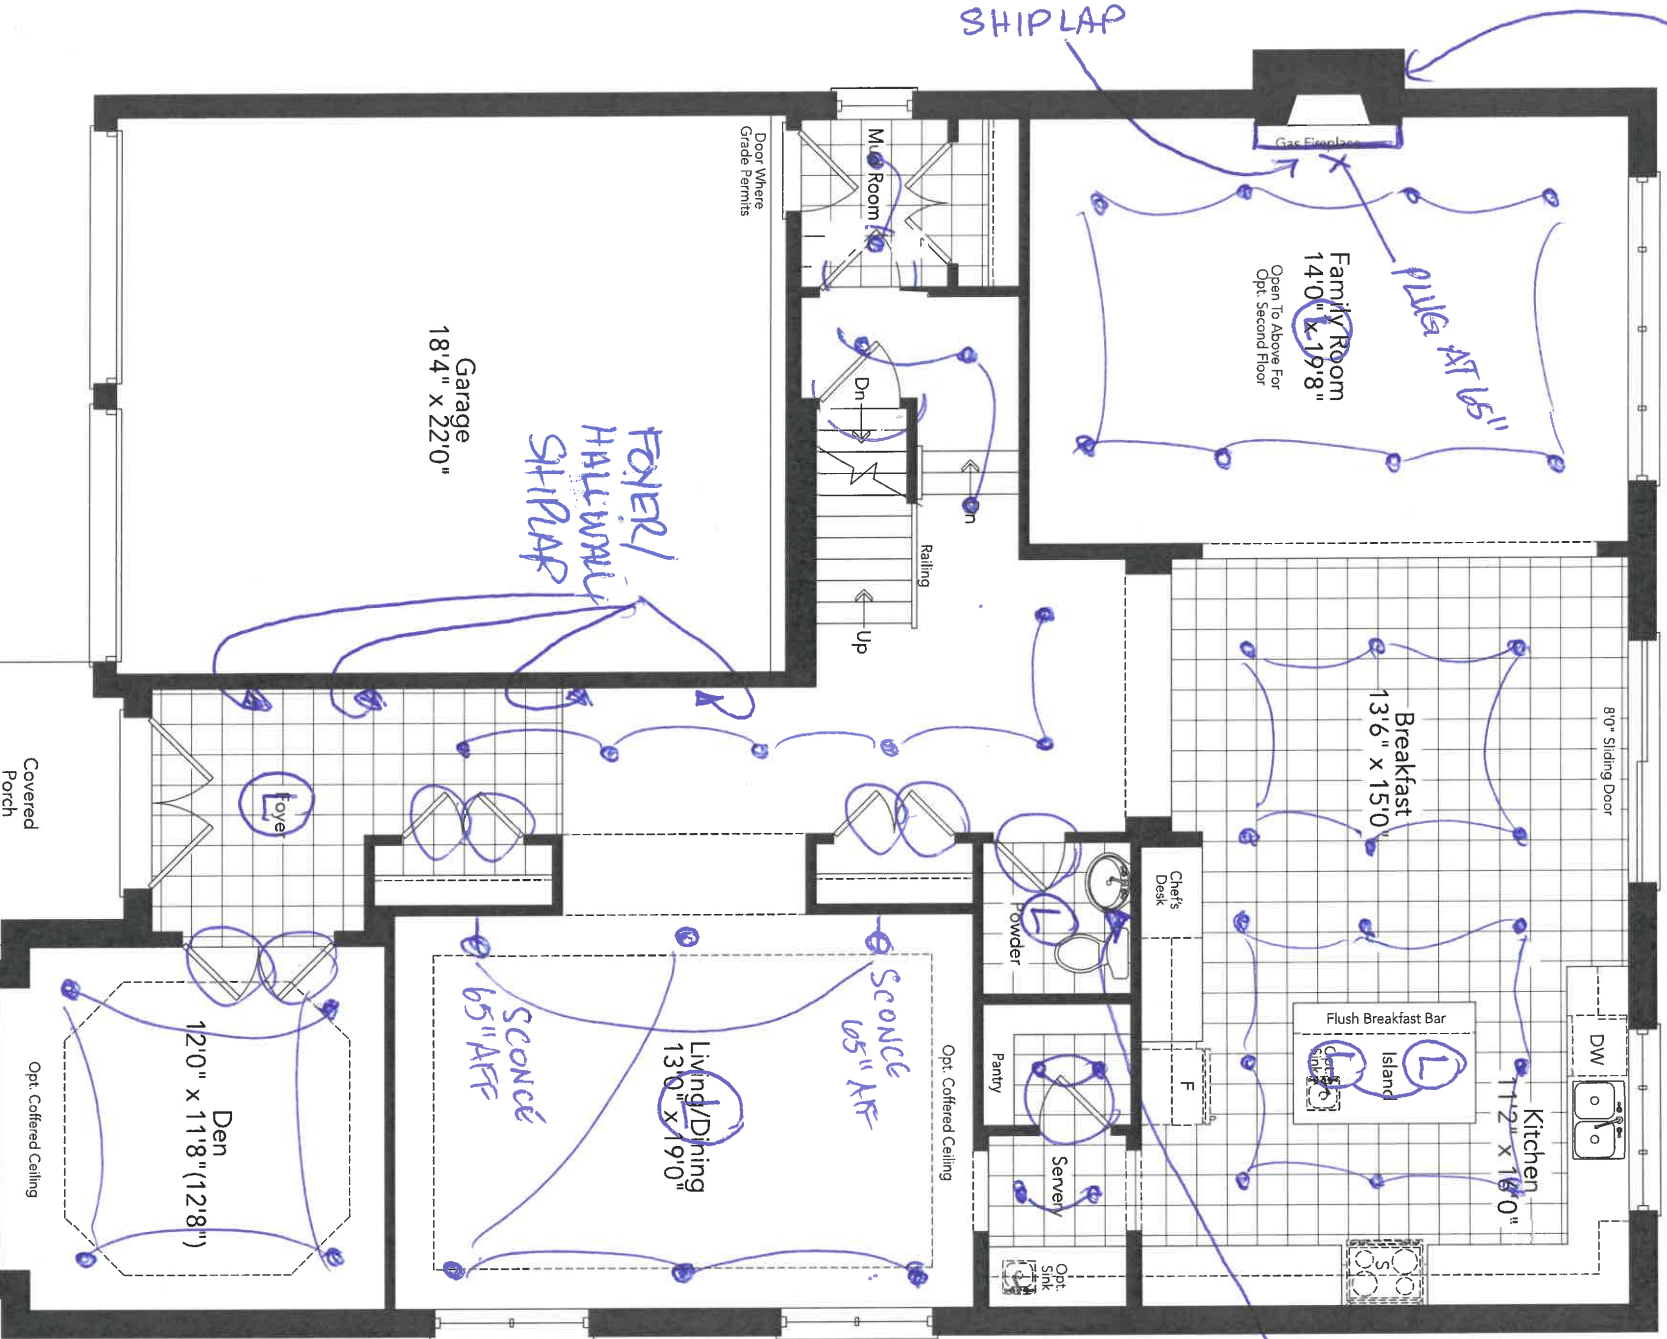 SHIPLAP
Gas Fireplace
Mud Room
Door Where
Grade Permits
Family Room
14'0" x 19'8"
L
Open To Above For
Opt. Second Floor
PLUG AT 65"
Garage
18'4" x 22'0"
FOYER/
HALLWALL
SHIPLAP
Dn
Dn
Railing
Up
Breakfast
13'6" x 15'0"
8'0" Sliding Door
Covered
Porch
Foyer
L
Chef's
Desk
Powder
L
Flush Breakfast Bar
Island
Opt.
Sink
L
L
DW
Kitchen
11'2" x 16'0"
F
Pantry
Servery
Opt.
Sink
S
SCONCE
65" AFF
SCONCE
65" AFF
Living/Dining
13'0" x 19'0"
L
Opt. Coffered Ceiling
Den
12'0" x 11'8"(12'8")
Opt. Coffered Ceiling